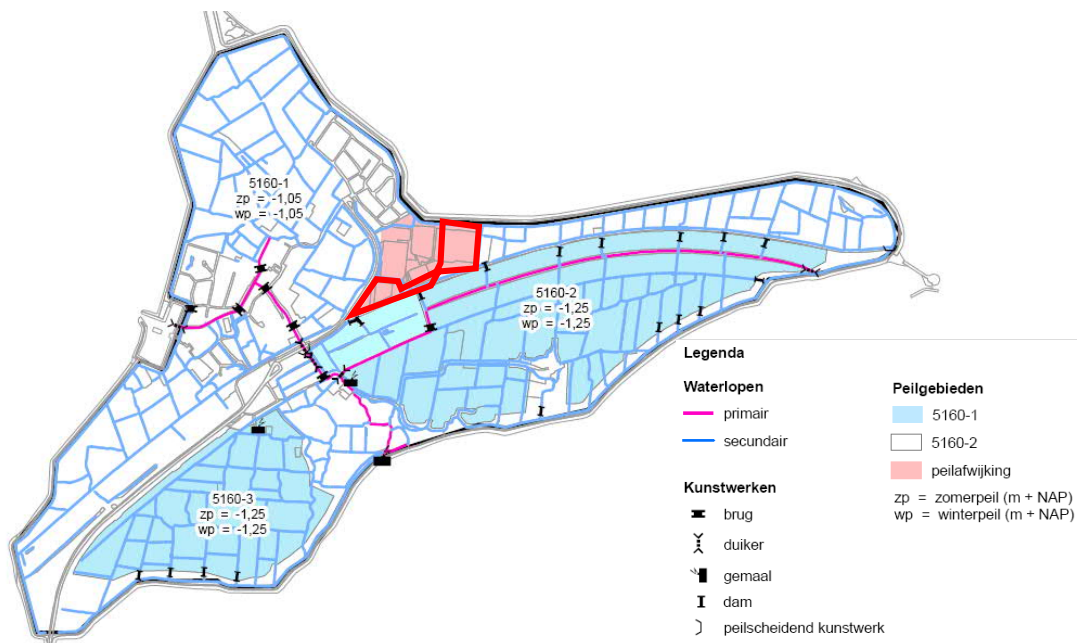 5160-1
zp = -1,05
wp = -1,05
5160-2
zp = -1,25
wp = -1,25
5160-3
zp = -1,25
wp = -1,25
Legenda
Waterlopen
primair
secundair
Kunstwerken
brug
duiker
gemaal
dam
peilscheidend kunstwerk
Peilgebieden
5160-1
5160-2
peilafwijking
zp = zomerpeil (m + NAP)
wp = winterpeil (m + NAP)